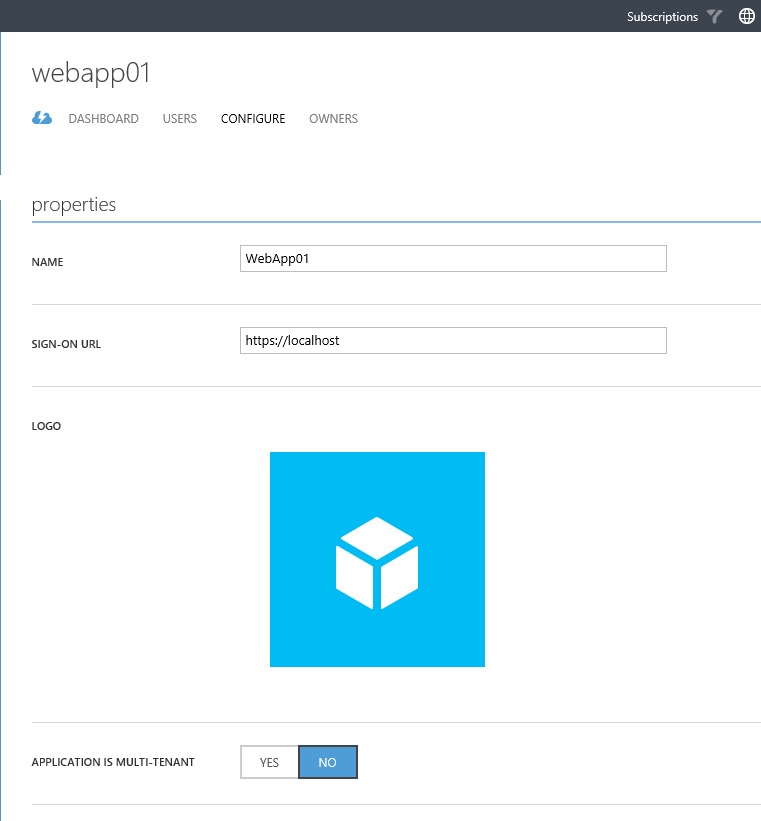 Subscriptions
webapp01
DASHBOARD USERS CONFIGURE OWNERS
properties
NAME WebApp01
SIGN-ON URL https://localhost
LOGO
APPLICATION IS MULTI-TENANT YES NO